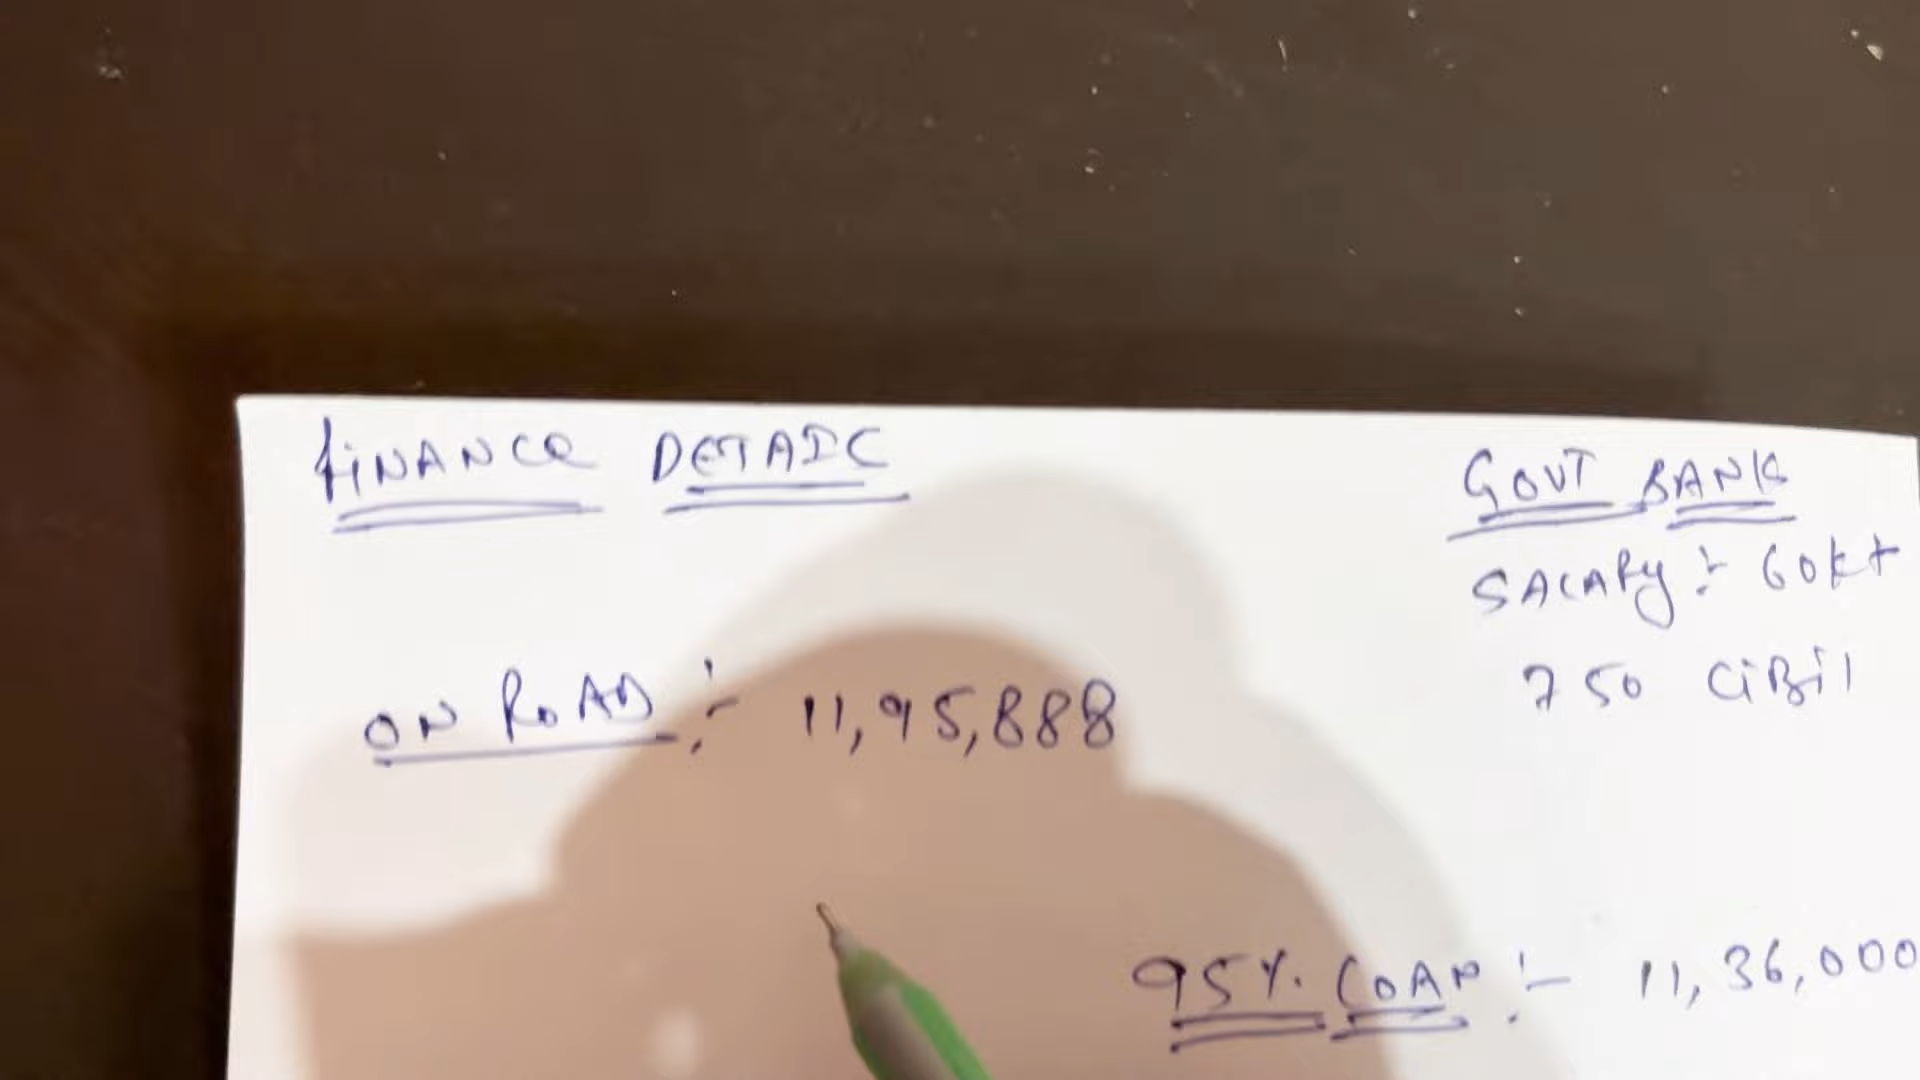 FINANCE DETAIL
GOVT BANK
SALARY :- 60k+
750 CiBil
ON ROAD :- 11,95,888
95% LOAN :- 11,36,000